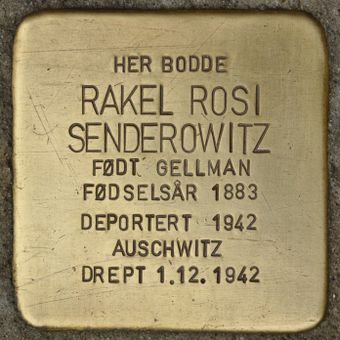 HER BODDE
RAKEL ROSI
SENDEROWITZ
FØDT GELLMAN
FØDSELSÅR 1883
DEPORTERT 1942
AUSCHWITZ
DREPT 1.12.1942